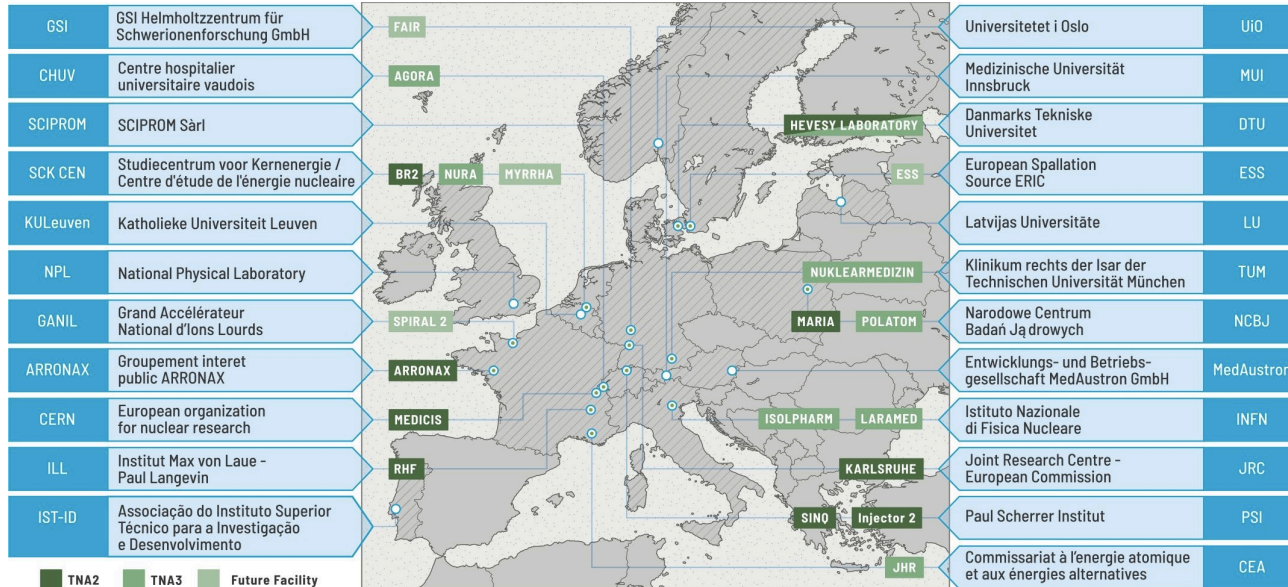 GSI
GSI Helmholtzzentrum für
Schwerionenforschung GmbH
FAIR
CHUV
Centre hospitalier
universitaire vaudois
AGORA
SCIPROM
SCIPROM Sàrl
SCK CEN
Studiecentrum voor Kernenergie /
Centre d'étude de l'énergie nucleaire
BR2
NURA
MYRRHA
KULeuven
Katholieke Universiteit Leuven
NPL
National Physical Laboratory
GANIL
Grand Accélérateur
National d'Ions Lourds
SPIRAL 2
ARRONAX
Groupement interet
public ARRONAX
ARRONAX
CERN
European organization
for nuclear research
MEDICIS
ILL
Institut Max von Laue -
Paul Langevin
RHF
IST-ID
Associação do Instituto Superior
Técnico para a Investigação
e Desenvolvimento
TNA2
TNA3
Future Facility
Universitetet i Oslo
UiO
Medizinische Universität
Innsbruck
MUI
HEVESY LABORATORY
Danmarks Tekniske
Universitet
DTU
ESS
European Spallation
Source ERIC
ESS
Latvijas Universitāte
LU
NUKLEARMEDIZIN
Klinikum rechts der Isar der
Technischen Universität München
TUM
MARIA
POLATOM
Narodowe Centrum
Badań Ją drowych
NCBJ
Entwicklungs- und Betriebs-
gesellschaft MedAustron GmbH
MedAustron
ISOLPHARM
LARAMED
Istituto Nazionale
di Fisica Nucleare
INFN
KARLSRUHE
Joint Research Centre -
European Commission
JRC
SINQ
Injector 2
Paul Scherrer Institut
PSI
JHR
Commissariat à l'energie atomique
et aux énergies alternatives
CEA